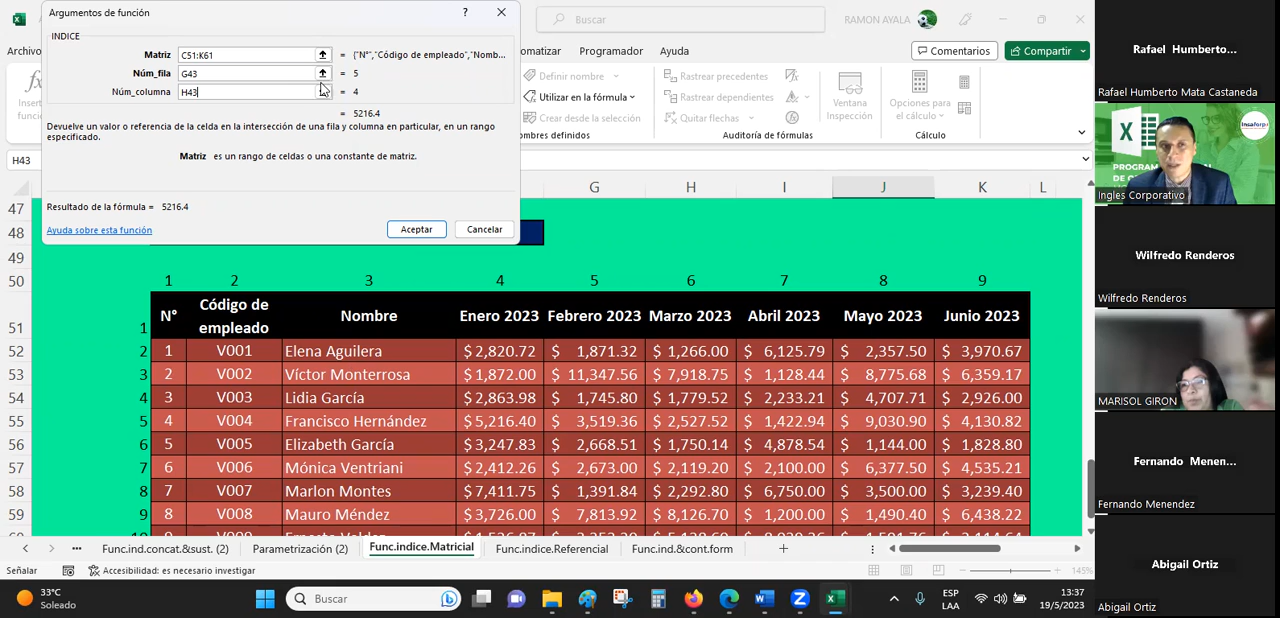 Argumentos de función
?
INDICE
Matriz C51:K61 = {"N°","Código de empleado","Nomb...
Núm_fila G43 = 5
Núm_columna H43 = 4
= 5216.4
Devuelve un valor o referencia de la celda en la intersección de una fila y columna en particular, en un rango
especificado.
Matriz es un rango de celdas o una constante de matriz.
Resultado de la fórmula = 5216.4
Ayuda sobre esta función
Aceptar
Cancelar
Buscar
RAMON AYALA
Archivo
Programador
Ayuda
Comentarios
Compartir
fx
Definir nombre
Utilizar en la fórmula
Crear desde la selección
Rastrear precedentes
Rastrear dependientes
Quitar flechas
Ventana
Inspección
Opciones para
el cálculo
Auditoría de fórmulas
Cálculo
H43
G H I J K L
47
48
49
50 1 2 3 4 5 6 7 8 9
51 1 N° Código de empleado Nombre Enero 2023 Febrero 2023 Marzo 2023 Abril 2023 Mayo 2023 Junio 2023
52 2 1 V001 Elena Aguilera $ 2,820.72 $ 1,871.32 $ 1,266.00 $ 6,125.79 $ 2,357.50 $ 3,970.67
53 3 2 V002 Víctor Monterrosa $ 1,872.00 $ 11,347.56 $ 7,918.75 $ 1,128.44 $ 8,775.68 $ 6,359.17
54 4 3 V003 Lidia García $ 2,863.98 $ 1,745.80 $ 1,779.52 $ 2,233.21 $ 4,707.71 $ 2,926.00
55 5 4 V004 Francisco Hernández $ 5,216.40 $ 3,519.36 $ 2,527.52 $ 1,422.94 $ 9,030.90 $ 4,130.82
56 6 5 V005 Elizabeth García $ 3,247.83 $ 2,668.51 $ 1,750.14 $ 4,878.54 $ 1,144.00 $ 1,828.80
57 7 6 V006 Mónica Ventriani $ 2,412.26 $ 2,673.00 $ 2,119.20 $ 2,100.00 $ 6,377.50 $ 4,535.21
58 8 7 V007 Marlon Montes $ 7,411.75 $ 1,391.84 $ 2,292.80 $ 6,750.00 $ 3,500.00 $ 3,239.40
59 9 8 V008 Mauro Méndez $ 3,726.00 $ 7,813.92 $ 8,126.70 $ 1,200.00 $ 1,490.40 $ 6,438.22
Func.ind.concat.&sust. (2)
Parametrización (2)
Func.indice.Matricial
Func.indice.Referencial
Func.ind.&cont.form
Señalar
Accesibilidad: es necesario investigar
145%
33°C
Soleado
Buscar
ESP
LAA
13:37
19/5/2023
Rafael Humberto...
Rafael Humberto Mata Castaneda
Insaforp
Ingles Corporativo
Wilfredo Renderos
Wilfredo Renderos
MARISOL GIRON
Fernando Menen...
Fernando Menendez
Abigail Ortiz
Abigail Ortiz